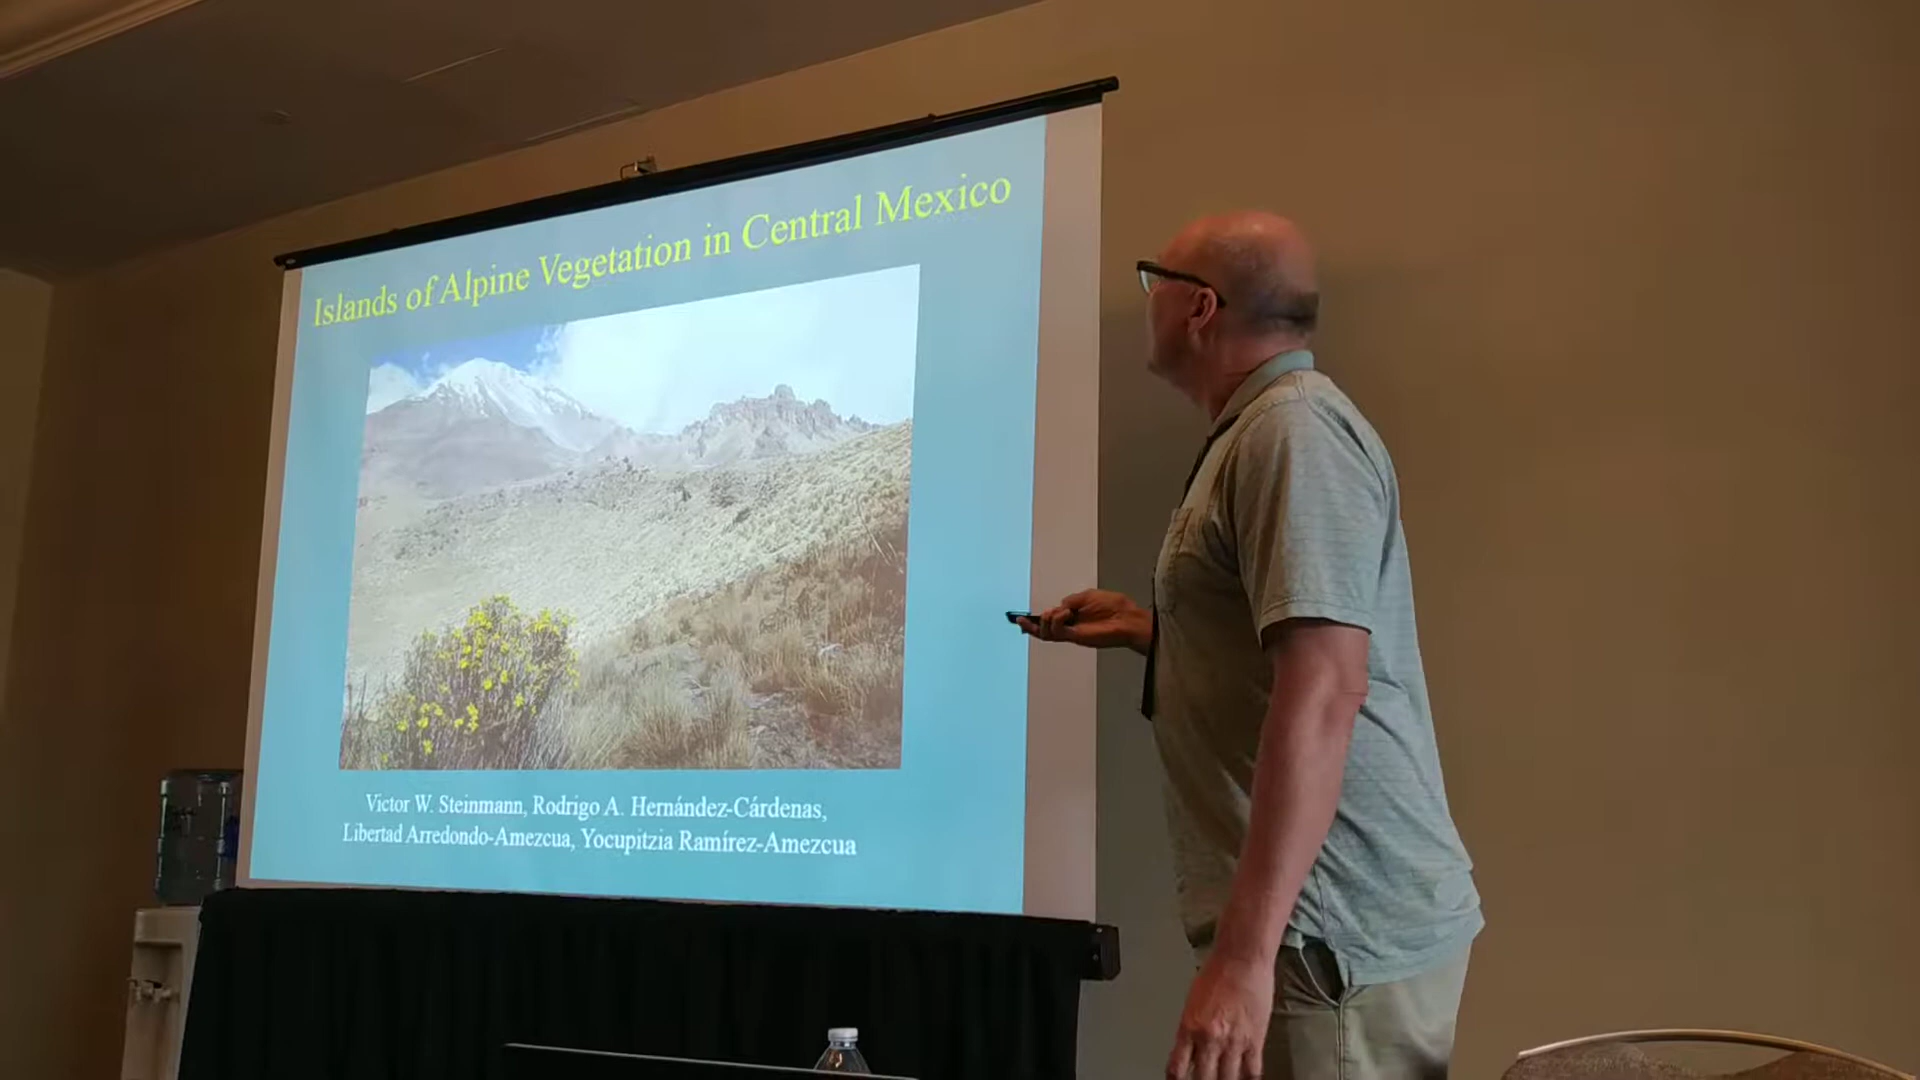 Islands of Alpine Vegetation in Central Mexico
Victor W. Steinmann, Rodrigo A. Hernández-Cárdenas,
Libertad Arredondo-Amezcua, Yocupitzia Ramírez-Amezcua